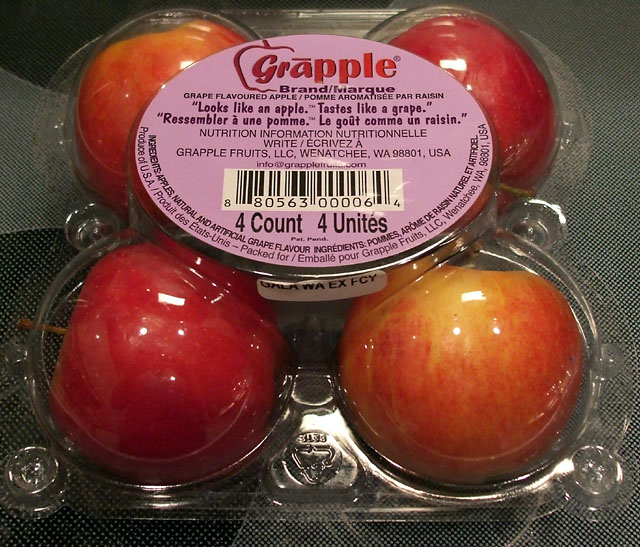 Grāpple®
Brand/Marque
GRAPE FLAVOURED APPLE / POMME AROMATISÉE PAR RAISIN
"Looks like an apple.™ Tastes like a grape."
"Ressembler à une pomme.™ Le goût comme un raisin."
NUTRITION INFORMATION NUTRITIONNELLE
WRITE / ÉCRIVEZ À
GRAPPLE FRUITS, LLC, WENATCHEE, WA 98801, USA
info@grapplefruits.com
8 80563 00006 4
4 Count 4 Unités
Pat. Pend.
INGREDIENTS: APPLES, NATURAL AND ARTIFICIAL GRAPE FLAVOUR INGRÉDIENTS: POMMES, ARÔME DE RAISIN NATUREL ET ARTIFICIEL
Produce of U.S.A. / Produit des États-Unis – Packed for / Emballé pour Grapple Fruits, LLC, Wenatchee, WA, 98801, USA
GALA WA EX FCY